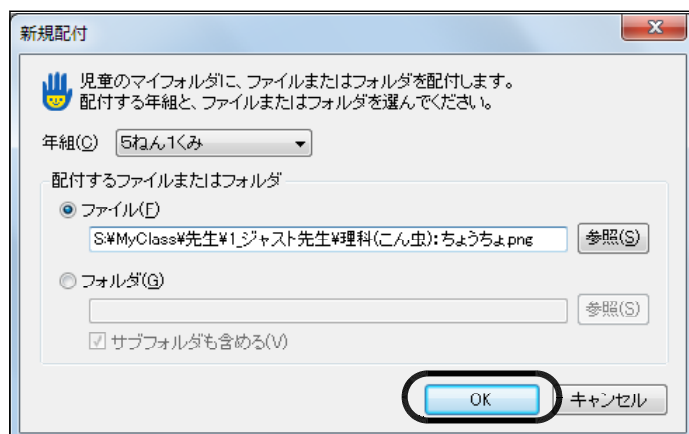 新規配付
児童のマイフォルダに、ファイルまたはフォルダを配付します。
配付する年組と、ファイルまたはフォルダを選んでください。
年組(C) 5ねん1くみ
配付するファイルまたはフォルダ
ファイル(F)
S:¥MyClass¥先生¥1_ジャスト先生¥理科(こん虫):ちょうちょ.png 参照(S)
フォルダ(G)
参照(S)
サブフォルダも含める(V)
OK キャンセル